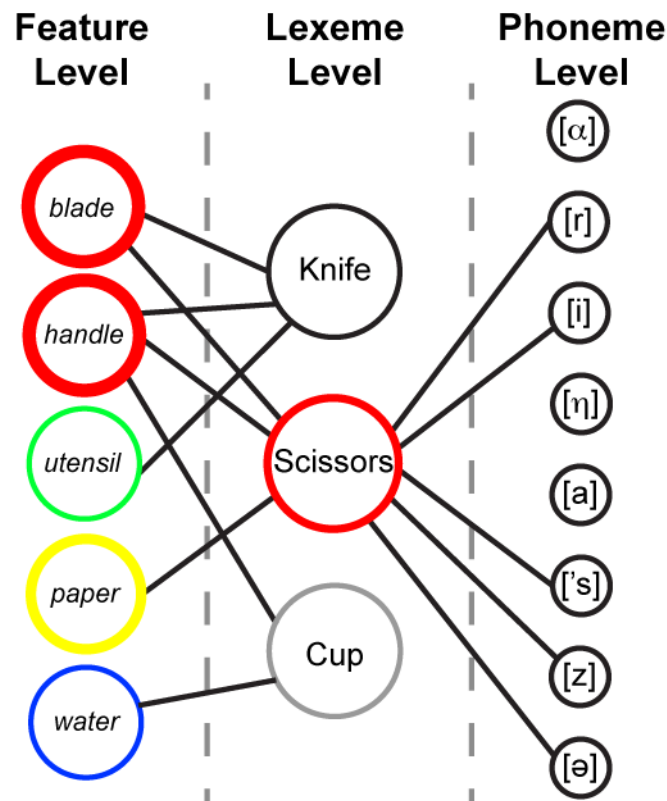 Feature Level
Lexeme Level
Phoneme Level
blade
handle
utensil
paper
water
Knife
Scissors
Cup
[α]
[r]
[i]
[η]
[a]
['s]
[z]
[ə]